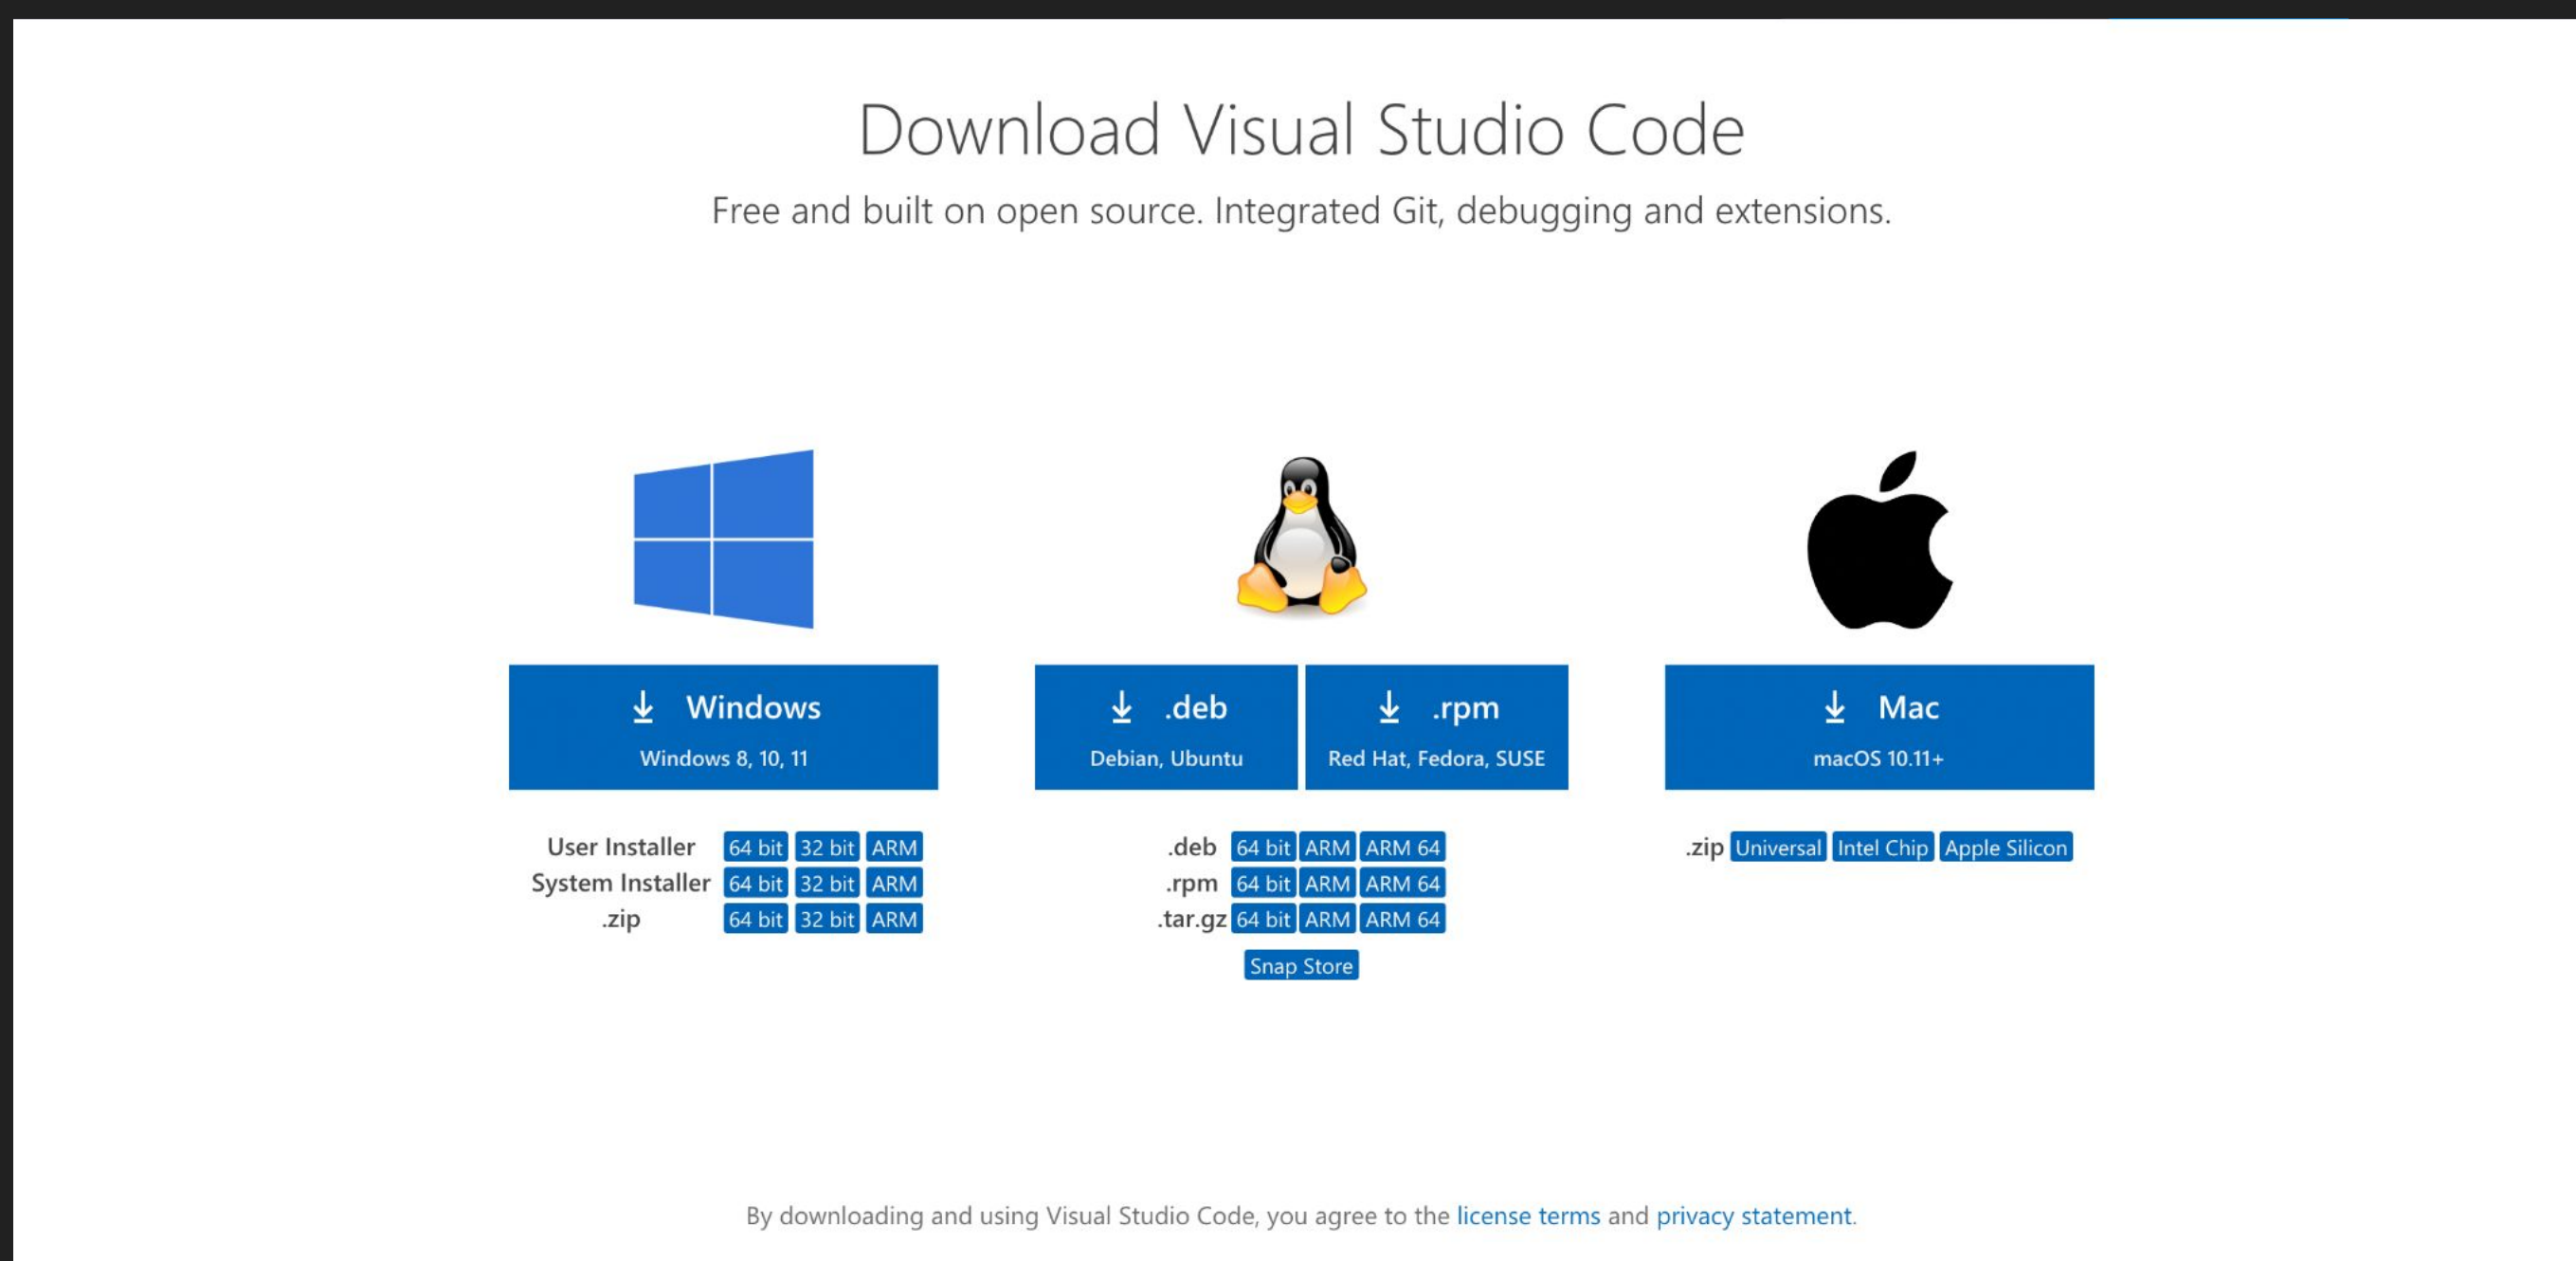 Download Visual Studio Code
Free and built on open source. Integrated Git, debugging and extensions.
Windows
Windows 8, 10, 11
User Installer 64 bit 32 bit ARM
System Installer 64 bit 32 bit ARM
.zip 64 bit 32 bit ARM
.deb
Debian, Ubuntu
.rpm
Red Hat, Fedora, SUSE
.deb 64 bit ARM ARM 64
.rpm 64 bit ARM ARM 64
.tar.gz 64 bit ARM ARM 64
Snap Store
Mac
macOS 10.11+
.zip Universal Intel Chip Apple Silicon
By downloading and using Visual Studio Code, you agree to the license terms and privacy statement.